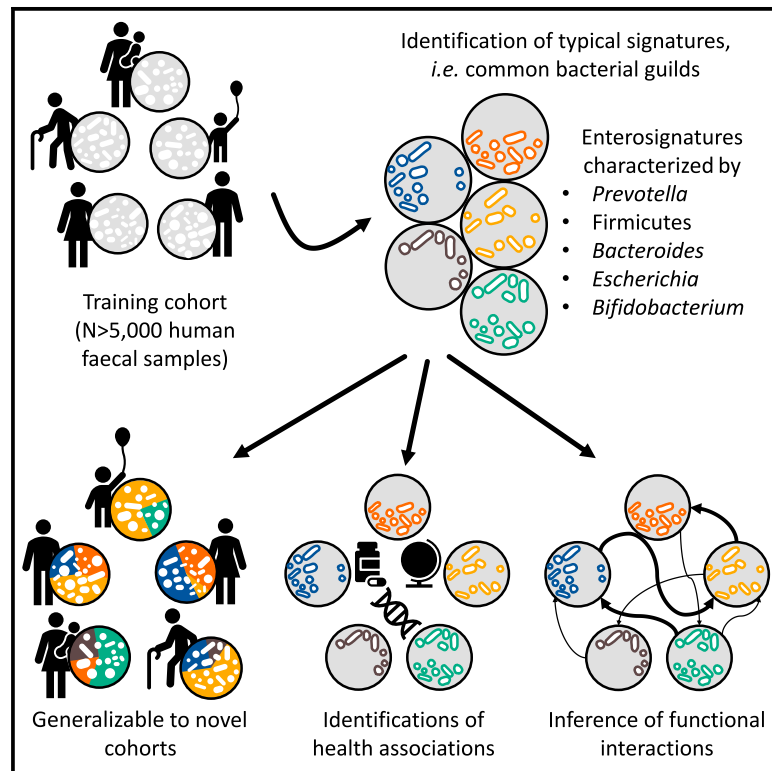 Identification of typical signatures,
i.e. common bacterial guilds
Enterosignatures
characterized by
• Prevotella
• Firmicutes
• Bacteroides
• Escherichia
• Bifidobacterium
Training cohort
(N>5,000 human
faecal samples)
Generalizable to novel
cohorts
Identifications of
health associations
Inference of functional
interactions